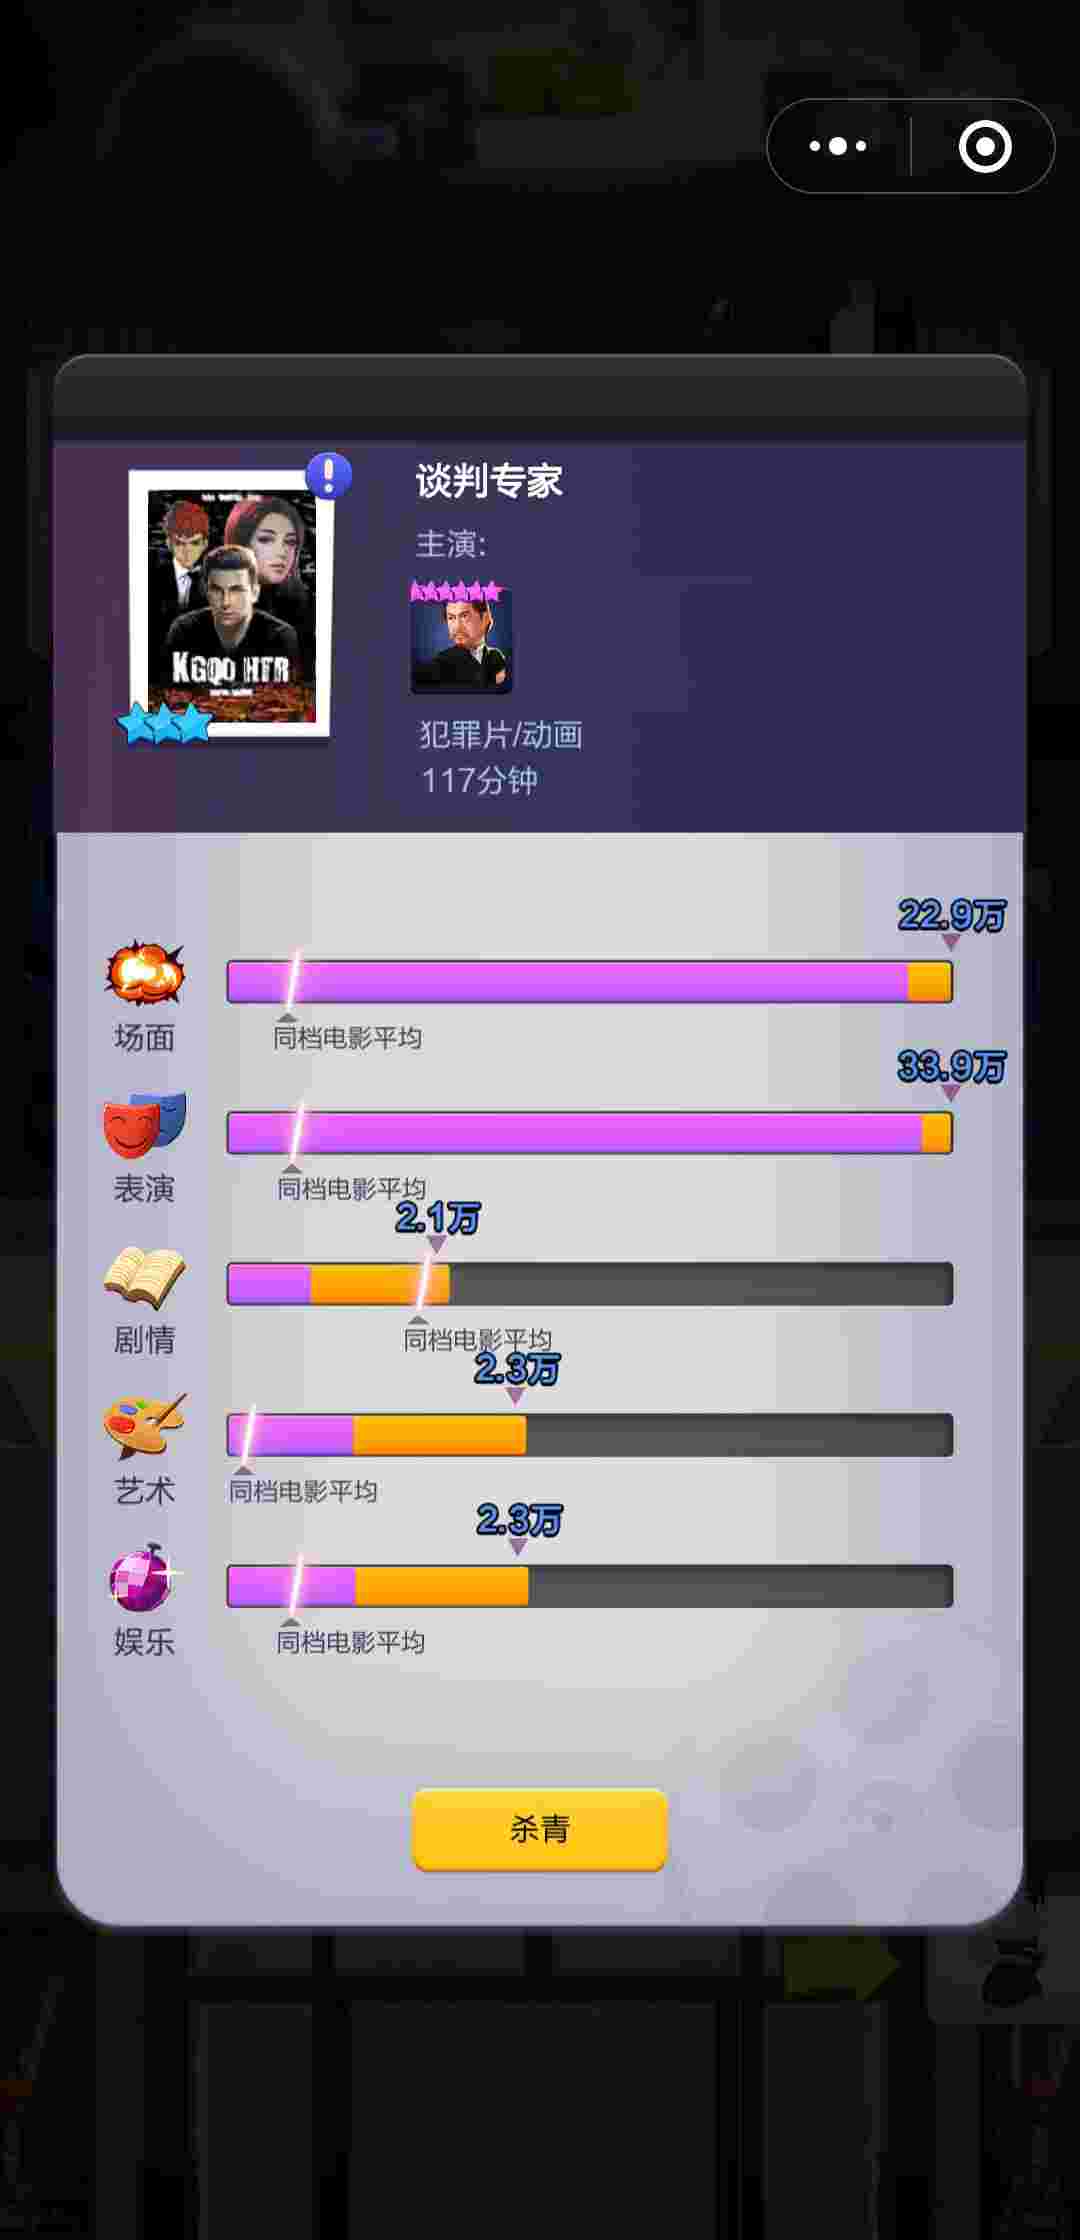 谈判专家
主演:
KGQO HTR
犯罪片/动画
117分钟
22.9万
场面
同档电影平均
33.9万
表演
同档电影平均
2.1万
剧情
同档电影平均
2.3万
艺术
同档电影平均
2.3万
娱乐
同档电影平均
杀青